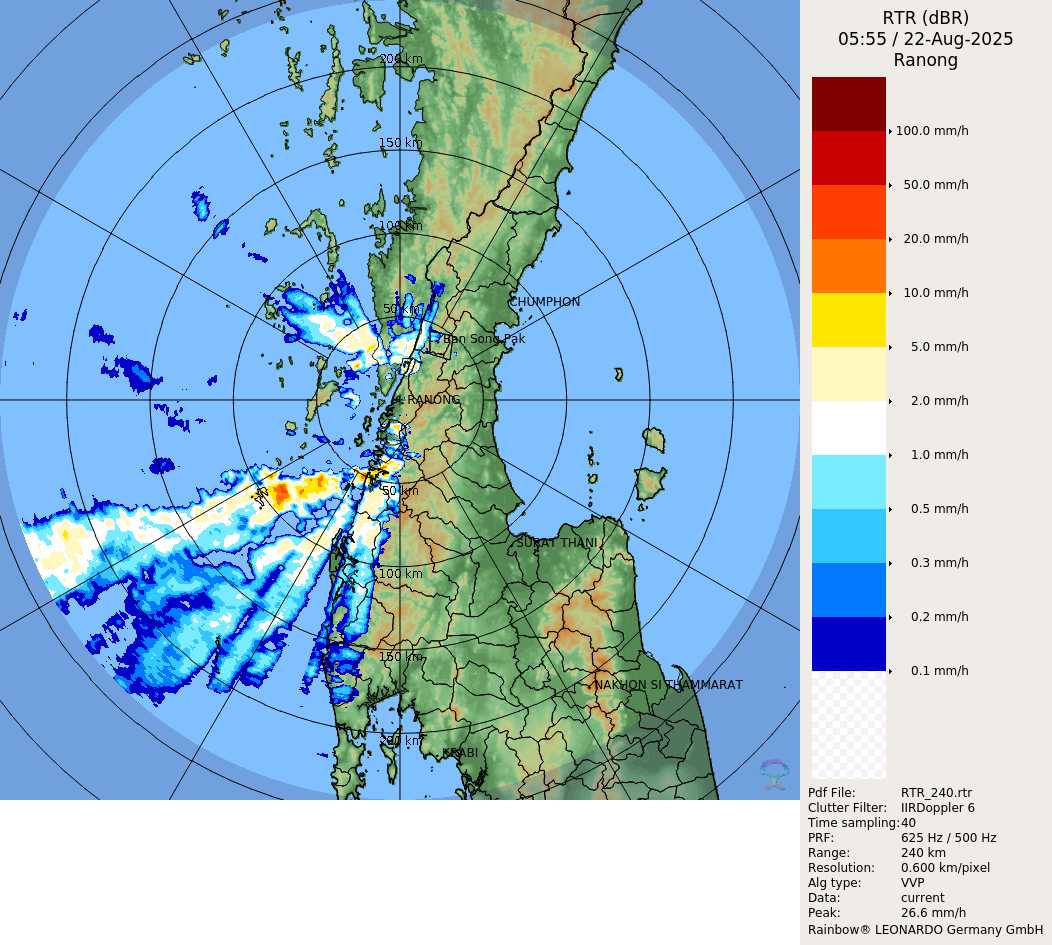 RTR (dBR)
05:55 / 22-Aug-2025
Ranong
200 km
150 km
100 km
50 km
CHUMPHON
Ban Song Pak
RANONG
50 km
SURAT THANI
100 km
150 km
NAKHON SI THAMMARAT
200 km
KRABI
100.0 mm/h
50.0 mm/h
20.0 mm/h
10.0 mm/h
5.0 mm/h
2.0 mm/h
1.0 mm/h
0.5 mm/h
0.3 mm/h
0.2 mm/h
0.1 mm/h
Pdf File: RTR_240.rtr
Clutter Filter: IIRDoppler 6
Time sampling:40
PRF: 625 Hz / 500 Hz
Range: 240 km
Resolution: 0.600 km/pixel
Alg type: VVP
Data: current
Peak: 26.6 mm/h
Rainbow® LEONARDO Germany GmbH